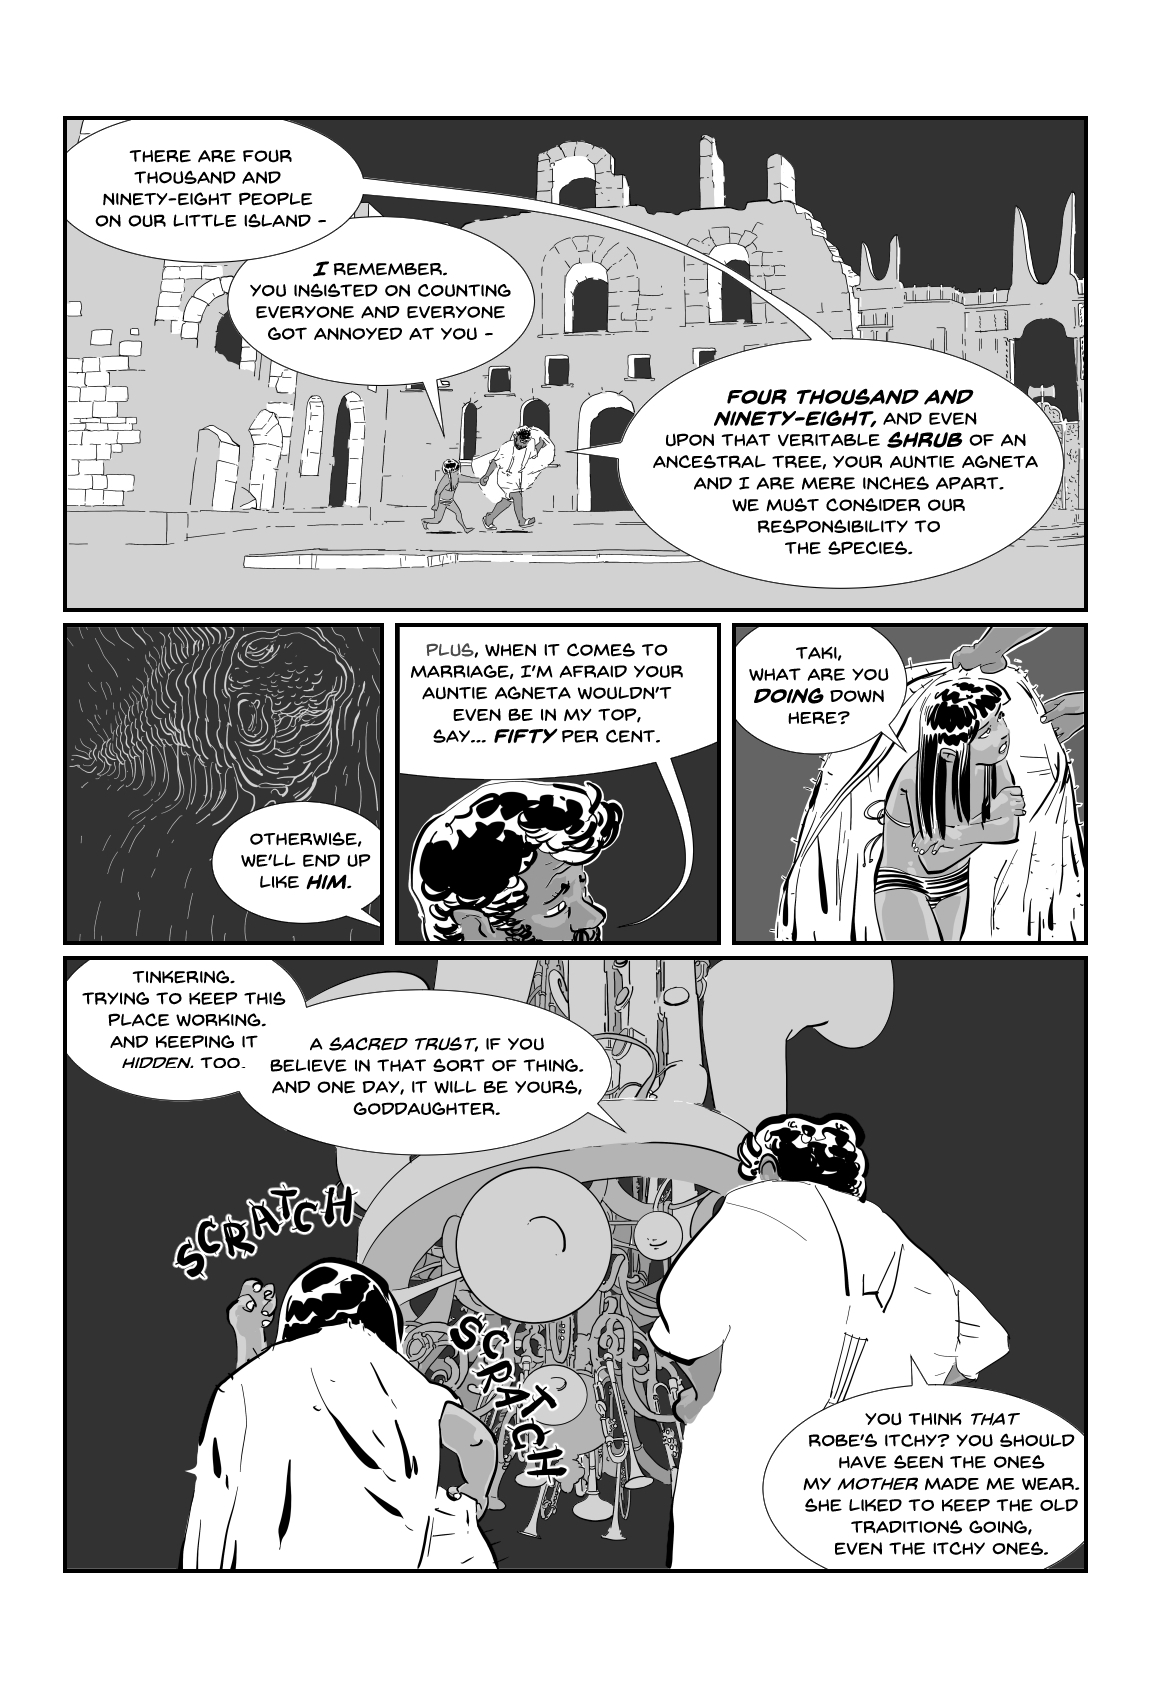 THERE ARE FOUR
THOUSAND AND
NINETY-EIGHT PEOPLE
ON OUR LITTLE ISLAND -
I REMEMBER.
YOU INSISTED ON COUNTING
EVERYONE AND EVERYONE
GOT ANNOYED AT YOU -
FOUR THOUSAND AND
NINETY-EIGHT, AND EVEN
UPON THAT VERITABLE SHRUB OF AN
ANCESTRAL TREE, YOUR AUNTIE AGNETA
AND I ARE MERE INCHES APART.
WE MUST CONSIDER OUR
RESPONSIBILITY TO
THE SPECIES.
OTHERWISE,
WE'LL END UP
LIKE HIM.
PLUS, WHEN IT COMES TO
MARRIAGE, I'M AFRAID YOUR
AUNTIE AGNETA WOULDN'T
EVEN BE IN MY TOP,
SAY... FIFTY PER CENT.
TAKI,
WHAT ARE YOU
DOING DOWN
HERE?
TINKERING.
TRYING TO KEEP THIS
PLACE WORKING.
AND KEEPING IT
HIDDEN, TOO.
A SACRED TRUST, IF YOU
BELIEVE IN THAT SORT OF THING.
AND ONE DAY, IT WILL BE YOURS,
GODDAUGHTER.
SCRATCH
SCRATCH
YOU THINK THAT
ROBE'S ITCHY? YOU SHOULD
HAVE SEEN THE ONES
MY MOTHER MADE ME WEAR.
SHE LIKED TO KEEP THE OLD
TRADITIONS GOING,
EVEN THE ITCHY ONES.